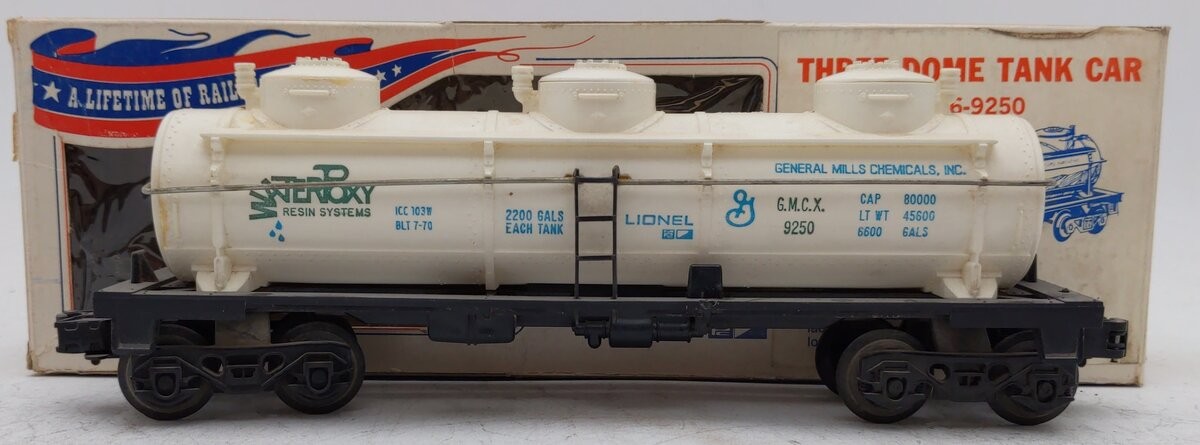 A LIFETIME OF RAIL
THREE DOME TANK CAR
6-9250
WATERPOXY
RESIN SYSTEMS
ICC 103W
BLT 7-70
2200 GALS
EACH TANK
LIONEL
GENERAL MILLS CHEMICALS, INC.
G
G.M.C.X.
9250
CAP 80000
LT WT 45600
6600 GALS